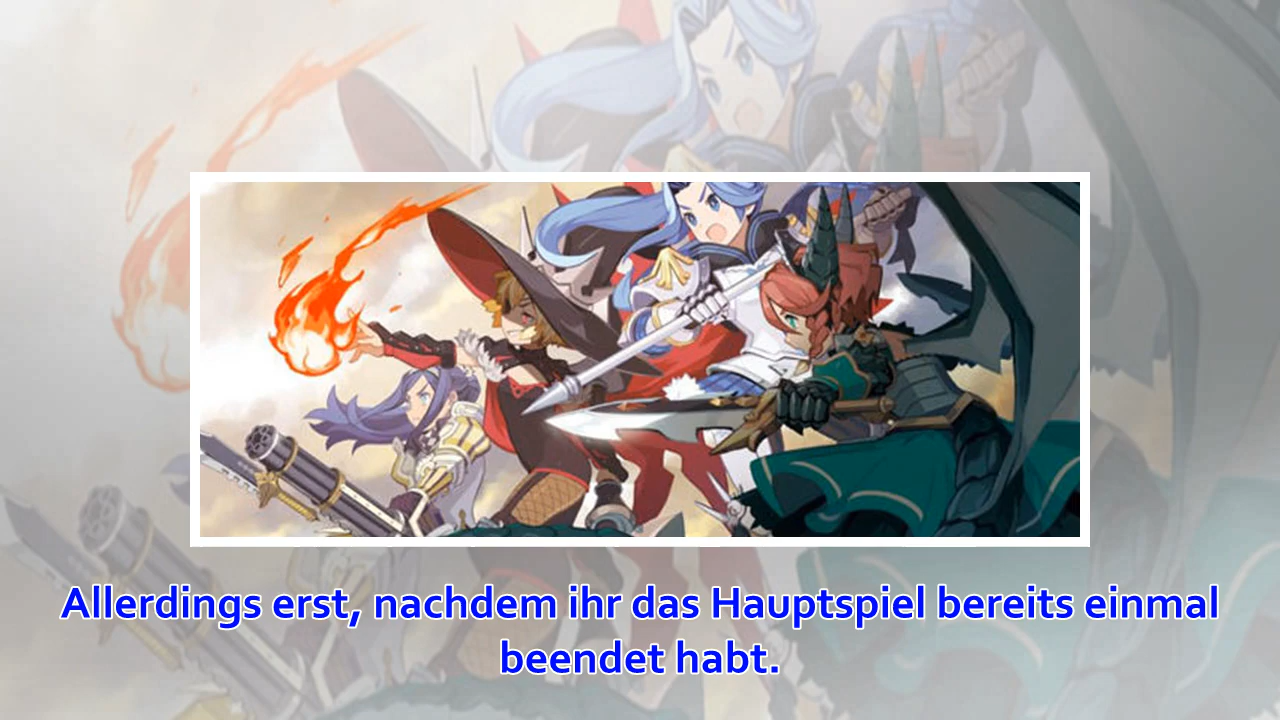 Allerdings erst, nachdem ihr das Hauptspiel bereits einmal
beendet habt.